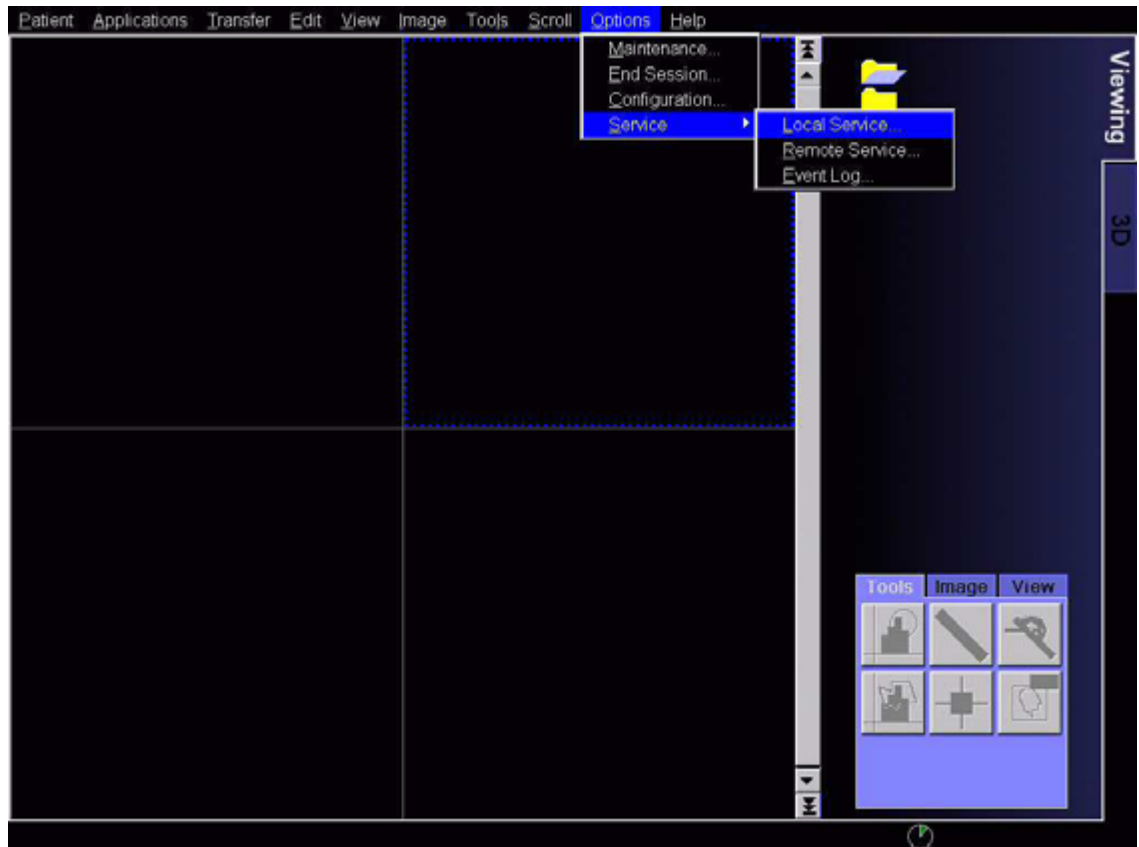 Patient Applications Transfer Edit View Image Tools Scroll Options Help
Maintenance...
End Session...
Configuration...
Service
Local Service...
Remote Service...
Event Log...
Viewing
3D
Tools Image View